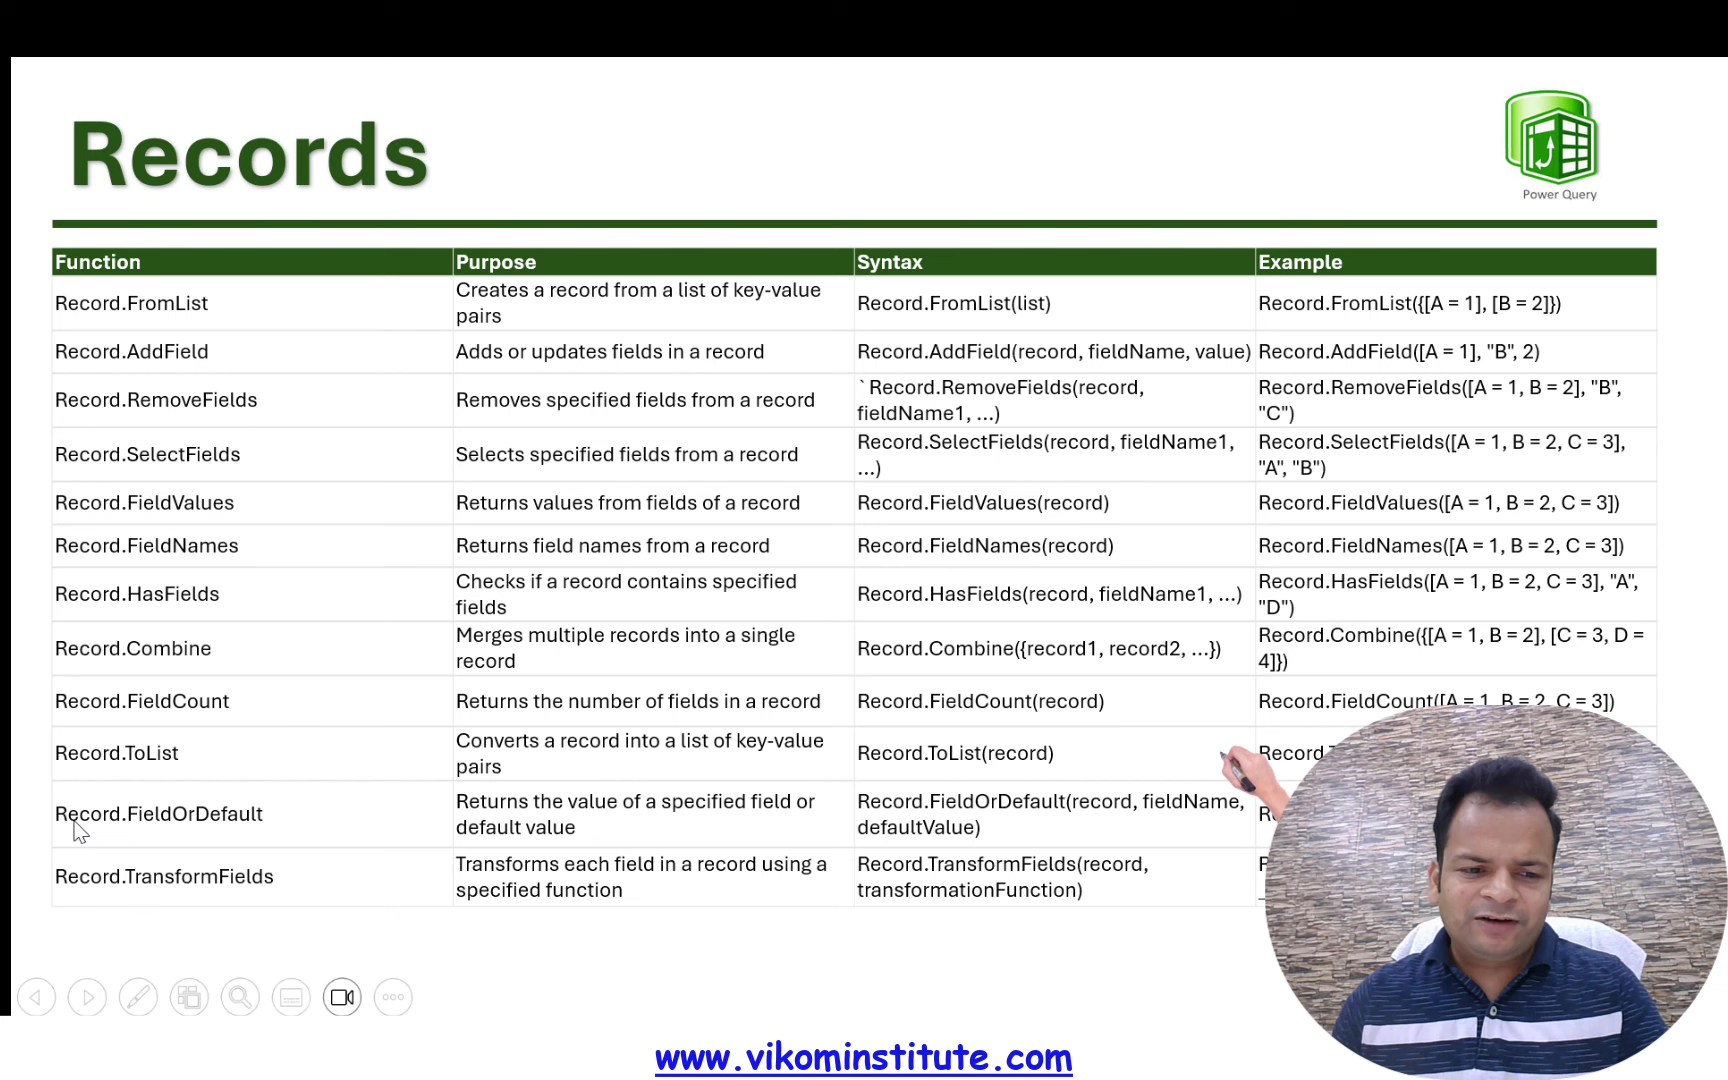 Records
Power Query
Function Purpose Syntax Example
Record.FromList
Creates a record from a list of key-value
pairs
Record.FromList(list)
Record.FromList({[A = 1], [B = 2]})
Record.AddField
Adds or updates fields in a record
Record.AddField(record, fieldName, value)
Record.AddField([A = 1], "B", 2)
Record.RemoveFields
Removes specified fields from a record
`Record.RemoveFields(record,
fieldName1, ...)
Record.RemoveFields([A = 1, B = 2], "B",
"C")
Record.SelectFields
Selects specified fields from a record
Record.SelectFields(record, fieldName1,
...)
Record.SelectFields([A = 1, B = 2, C = 3],
"A", "B")
Record.FieldValues
Returns values from fields of a record
Record.FieldValues(record)
Record.FieldValues([A = 1, B = 2, C = 3])
Record.FieldNames
Returns field names from a record
Record.FieldNames(record)
Record.FieldNames([A = 1, B = 2, C = 3])
Record.HasFields
Checks if a record contains specified
fields
Record.HasFields(record, fieldName1, ...)
Record.HasFields([A = 1, B = 2, C = 3], "A",
"D")
Record.Combine
Merges multiple records into a single
record
Record.Combine({record1, record2, ...})
Record.Combine({[A = 1, B = 2], [C = 3, D =
4]})
Record.FieldCount
Returns the number of fields in a record
Record.FieldCount(record)
Record.FieldCount([A = 1, B = 2, C = 3])
Record.ToList
Converts a record into a list of key-value
pairs
Record.ToList(record)
Record.
Record.FieldOrDefault
Returns the value of a specified field or
default value
Record.FieldOrDefault(record, fieldName,
defaultValue)
Record.TransformFields
Transforms each field in a record using a
specified function
Record.TransformFields(record,
transformationFunction)
www.vikominstitute.com